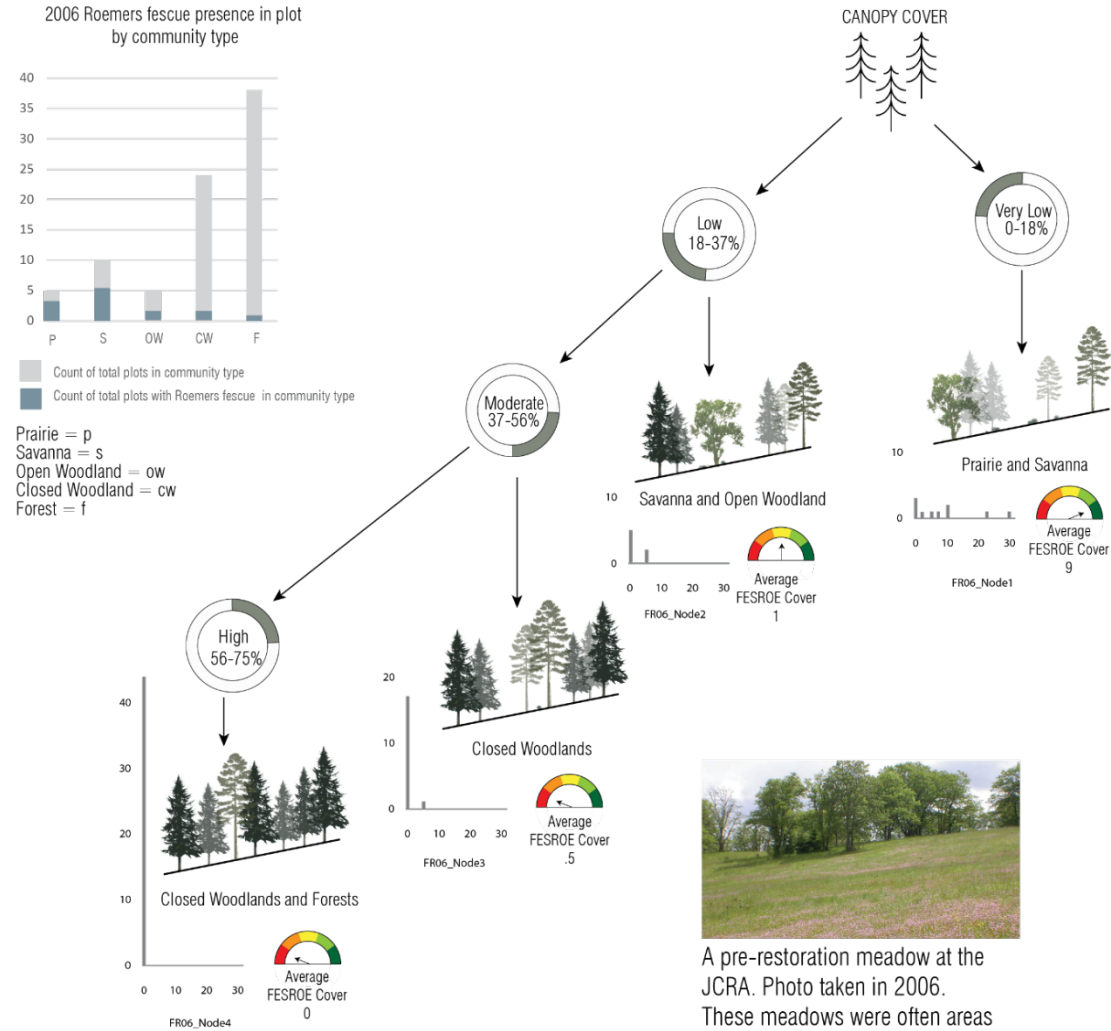 2006 Roemers fescue presence in plot
by community type
40
35
30
25
20
15
10
5
0
P S OW CW F
Count of total plots in community type
Count of total plots with Roemers fescue in community type
Prairie = p
Savanna = s
Open Woodland = ow
Closed Woodland = cw
Forest = f
CANOPY COVER
Very Low
0-18%
Low
18-37%
Moderate
37-56%
High
56-75%
Prairie and Savanna
10
0
0 10 20 30
FR06_Node1
Average
FESROE Cover
9
Savanna and Open Woodland
10
0
0 10 20 30
FR06_Node2
Average
FESROE Cover
1
Closed Woodlands
20
10
0
0 10 20 30
FR06_Node3
Average
FESROE Cover
.5
Closed Woodlands and Forests
40
30
20
10
0
0 10 20 30
FR06_Node4
Average
FESROE Cover
0
A pre-restoration meadow at the
JCRA. Photo taken in 2006.
These meadows were often areas